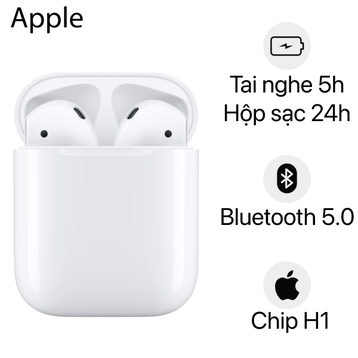 Apple
Tai nghe 5h
Hộp sạc 24h
Bluetooth 5.0
Chip H1